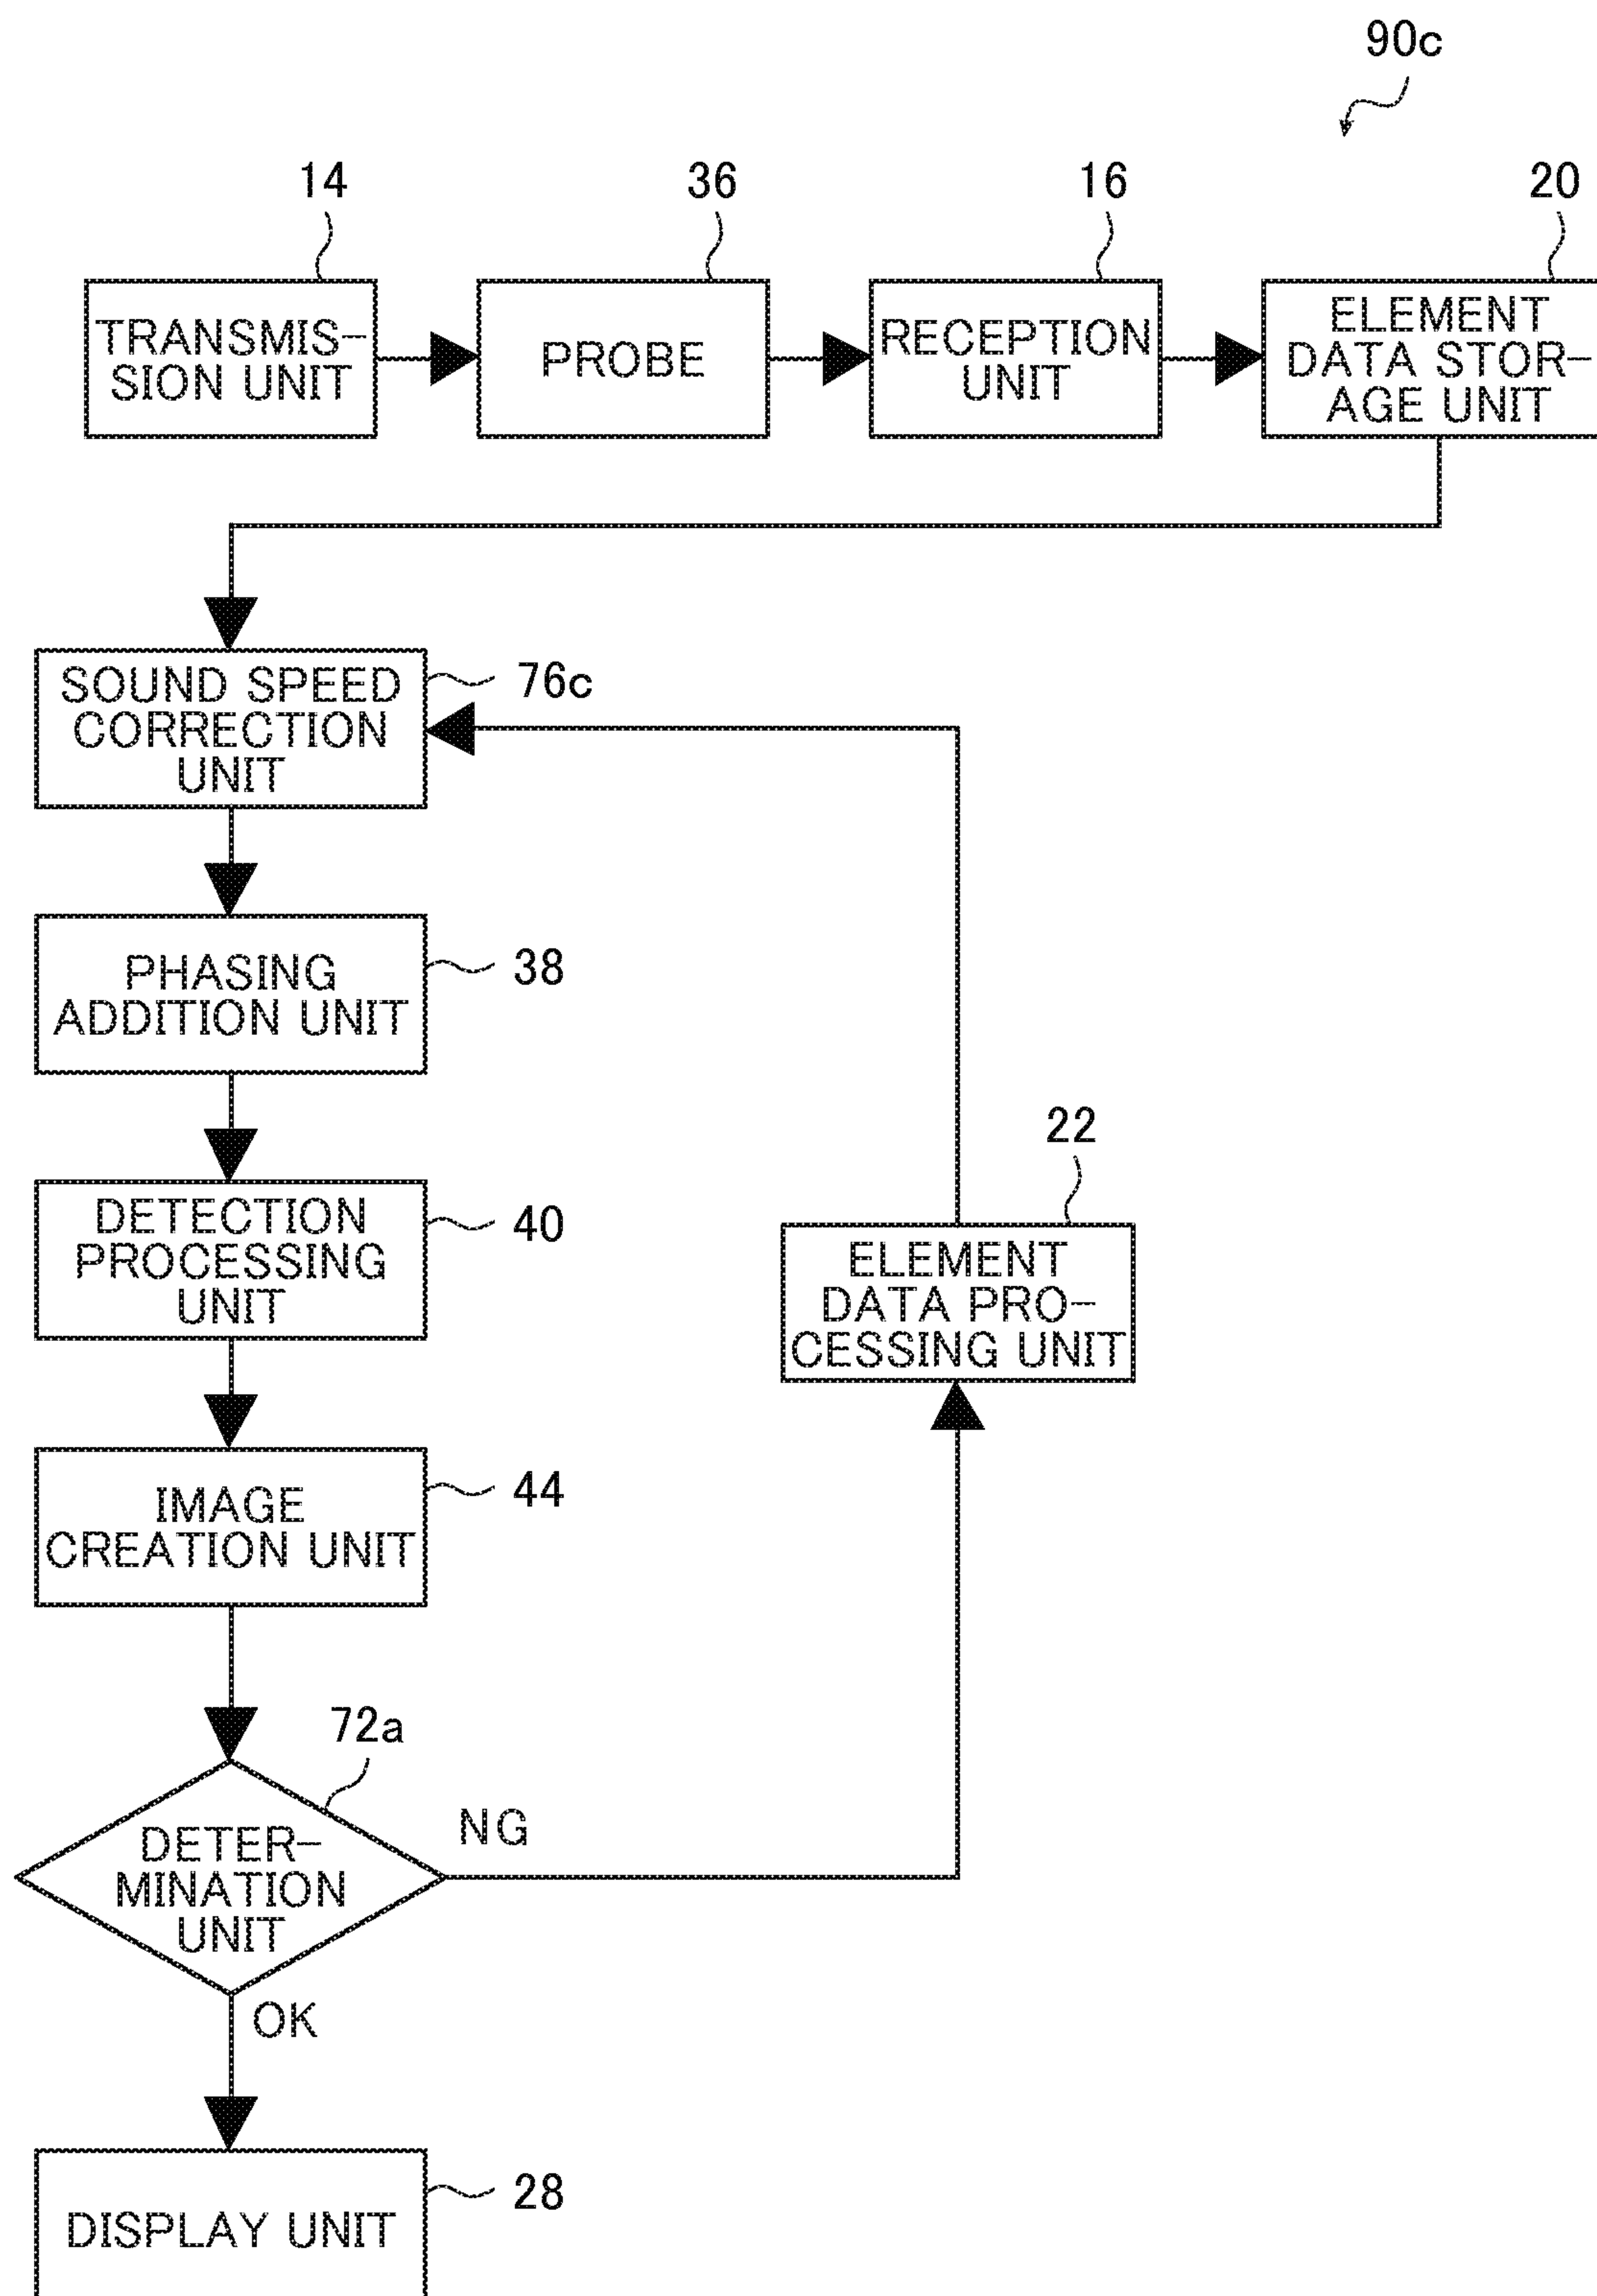 90c
14
36
16
20
TRANSMIS-
SION UNIT
PROBE
RECEPTION
UNIT
ELEMENT
DATA STOR-
AGE UNIT
SOUND SPEED
CORRECTION
UNIT
76c
PHASING
ADDITION UNIT
38
DETECTION
PROCESSING
UNIT
40
22
ELEMENT
DATA PRO-
CESSING UNIT
IMAGE
CREATION UNIT
44
72a
DETER-
MINATION
UNIT
NG
OK
DISPLAY UNIT
28